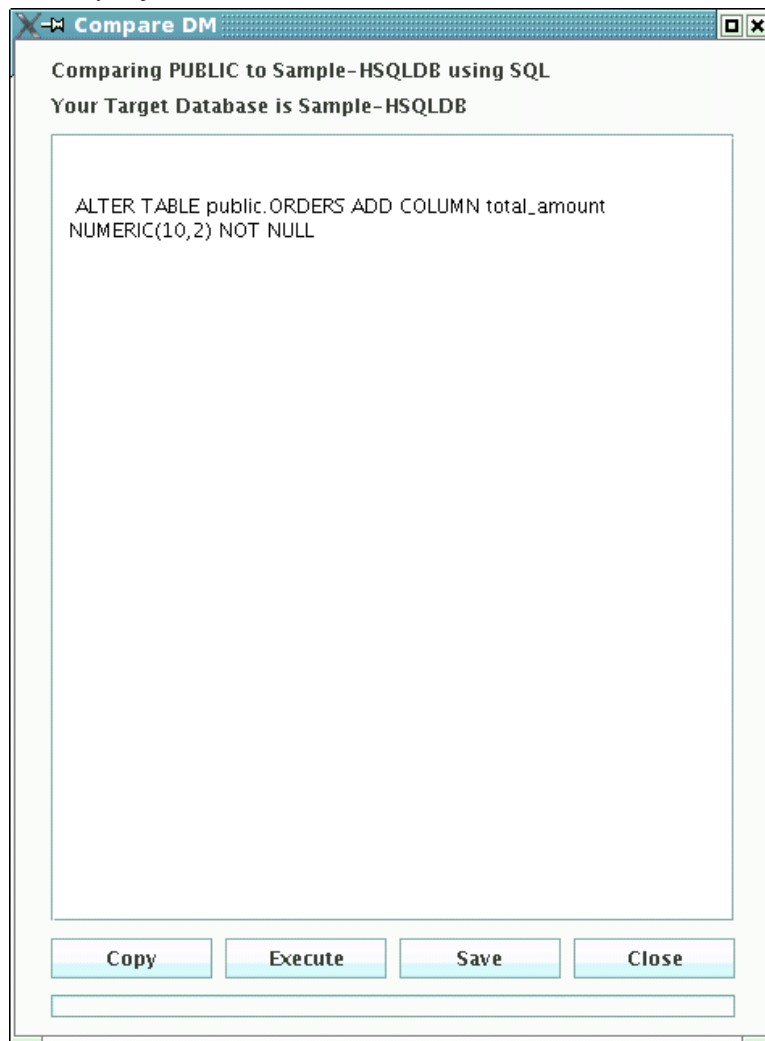 Compare DM
Comparing PUBLIC to Sample-HSQLDB using SQL
Your Target Database is Sample-HSQLDB
ALTER TABLE public.ORDERS ADD COLUMN total_amount
NUMERIC(10,2) NOT NULL
Copy Execute Save Close